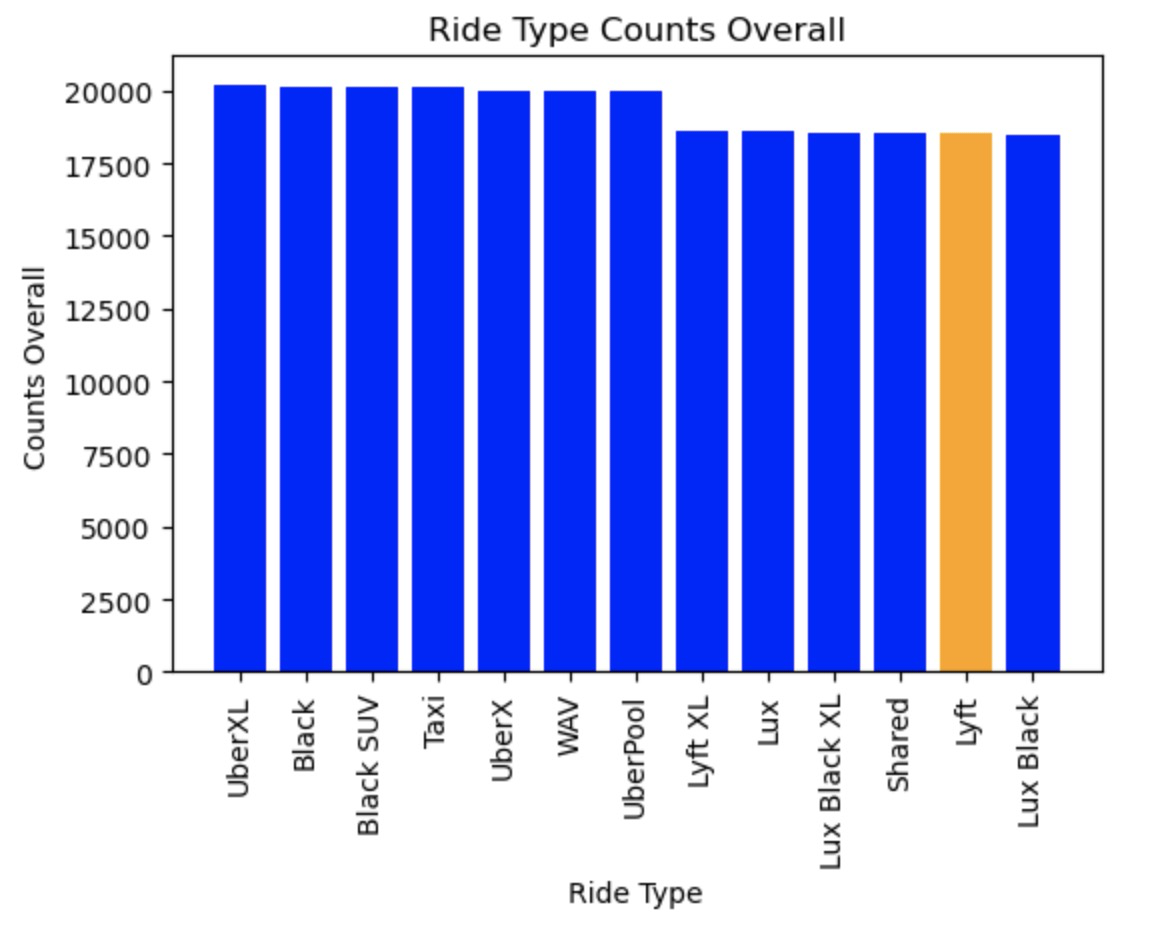 Ride Type Counts Overall
Counts Overall
20000
17500
15000
12500
10000
7500
5000
2500
0
UberXL
Black
Black SUV
Taxi
UberX
WAV
UberPool
Lyft XL
Lux
Lux Black XL
Shared
Lyft
Lux Black
Ride Type